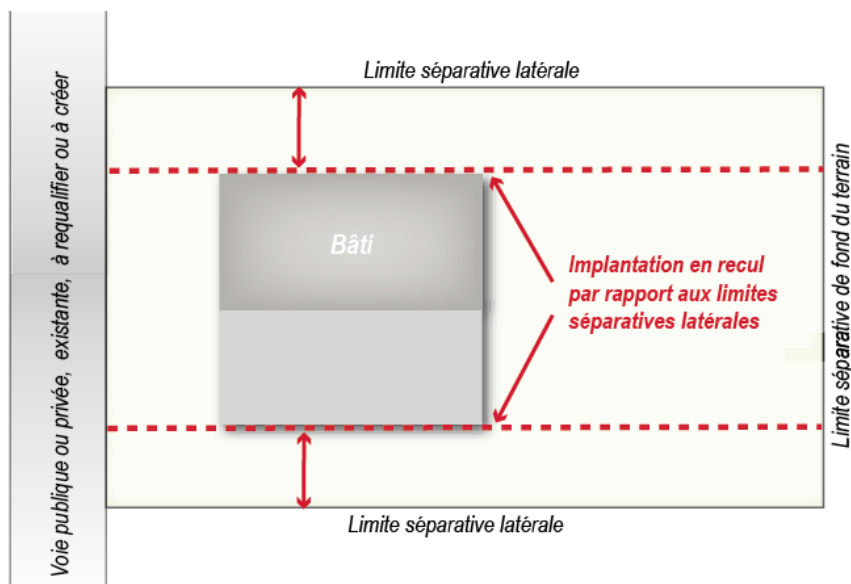 Limite séparative latérale
Voie publique ou privée, existante, à requalifier ou à créer
Bâti
Implantation en recul
par rapport aux limites
séparatives latérales
Limite séparative de fond du terrain
Limite séparative latérale